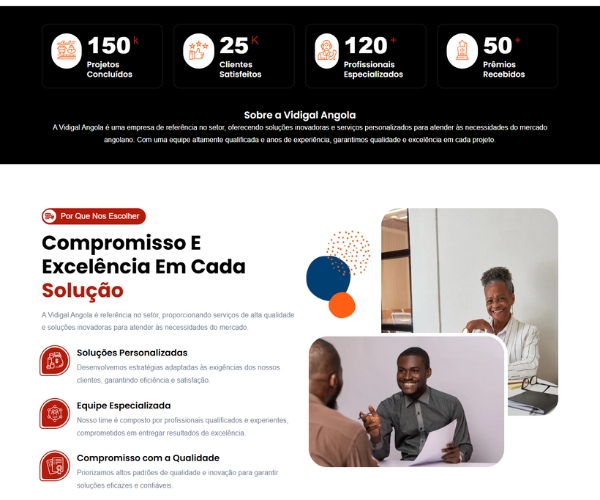 150 k
Projetos
Concluídos
25 K
Clientes
Satisfeitos
120 +
Profissionais
Especializados
50 +
Prêmios
Recebidos
Sobre a Vidigal Angola
A Vidigal Angola é uma empresa de referência no setor, oferecendo soluções inovadoras e serviços personalizados para atender às necessidades do mercado
angolano. Com uma equipe altamente qualificada e anos de experiência, garantimos qualidade e excelência em cada projeto.
Por Que Nos Escolher
Compromisso E
Excelência Em Cada
Solução
A Vidigal Angola é referência no setor, proporcionando serviços de alta qualidade
e soluções inovadoras para atender às necessidades do mercado.
Soluções Personalizadas
Desenvolvemos estratégias adaptadas às exigências dos nossos
clientes, garantindo eficiência e satisfação.
Equipe Especializada
Nosso time é composto por profissionais qualificados e experientes,
comprometidos em entregar resultados de excelência.
Compromisso com a Qualidade
Priorizamos altos padrões de qualidade e inovação para garantir
soluções eficazes e confiáveis.